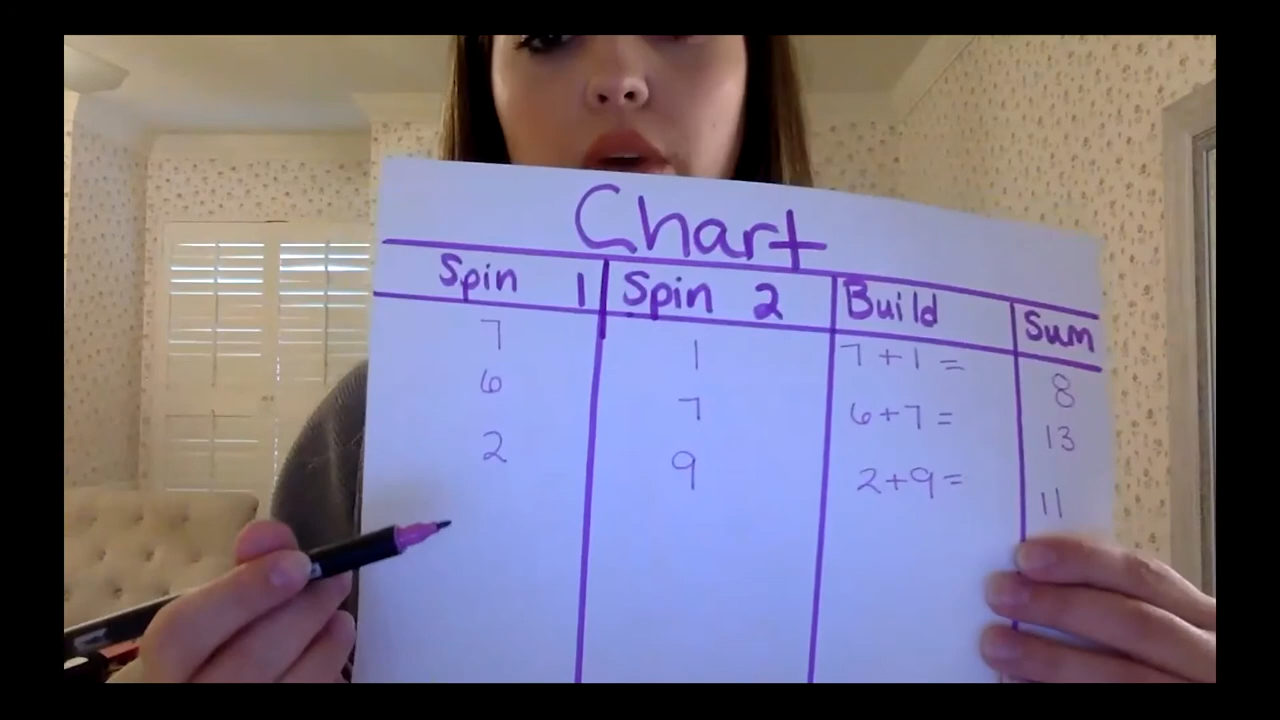 Chart
Spin 1 Spin 2 Build Sum
7 1 7+1= 8
6 7 6+7= 13
2 9 2+9= 11